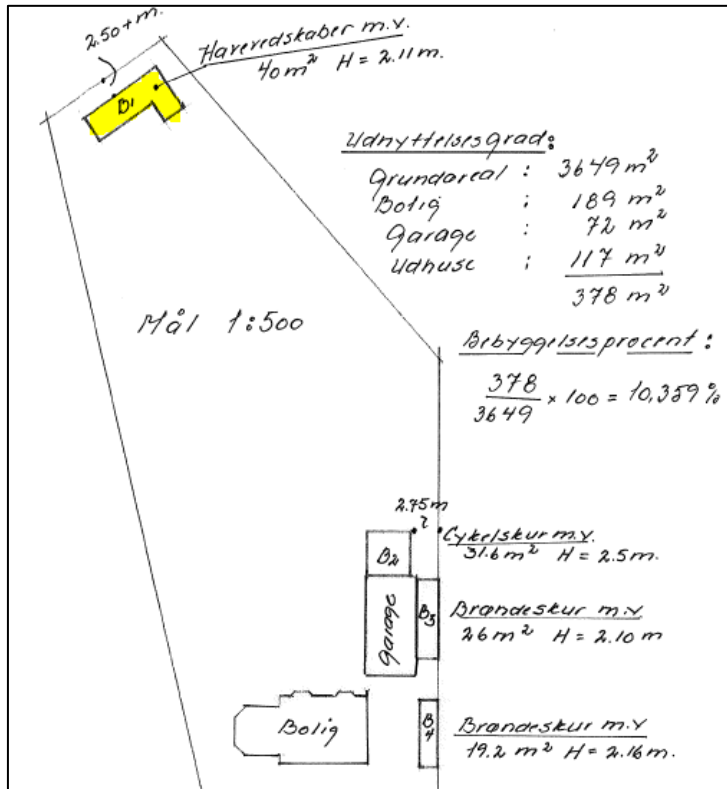 2.50+m.
Haveredskaber m.v.
40 m² H = 2.11 m.
B1
Udnyttelsesgrad:
Grundareal : 3649 m²
Bolig : 189 m²
Garage : 72 m²
Udhuse : 117 m²
378 m²
Mål 1:500
Bebyggelsesprocent:
378
3649 × 100 = 10,359 %
2.75m
Cykelskur m.v.
31.6 m² H = 2.5 m.
B2
Garage
B3
Brændeskur m.v
26 m² H = 2.10 m
Bolig
B4
Brændeskur m.v
19.2 m² H = 2.16 m.